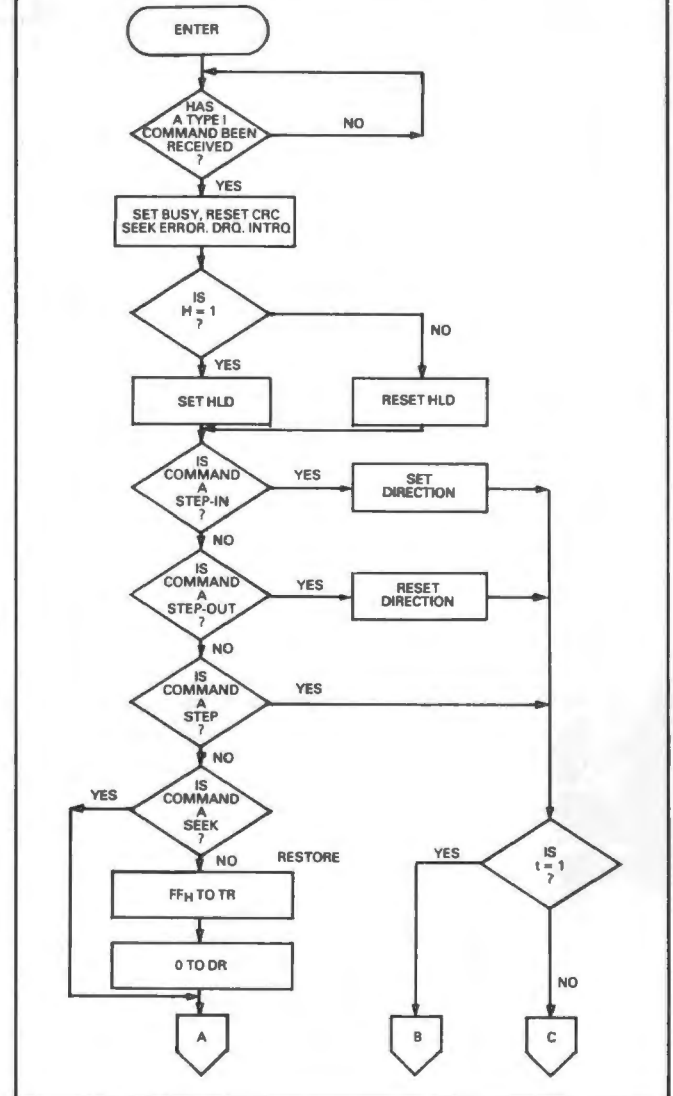 ENTER
HAS
A TYPE I
COMMAND BEEN
RECEIVED
?
NO
YES
SET BUSY, RESET CRC
SEEK ERROR. DRQ. INTRQ
IS
H = 1
?
NO
YES
SET HLD
RESET HLD
IS
COMMAND
A
STEP-IN
?
YES
SET
DIRECTION
NO
IS
COMMAND
A
STEP-OUT
?
YES
RESET
DIRECTION
NO
IS
COMMAND
A
STEP
?
YES
NO
IS
COMMAND
A
SEEK
?
YES
NO
RESTORE
YES
IS
t = 1
?
FFH TO TR
0 TO DR
NO
A
B
C